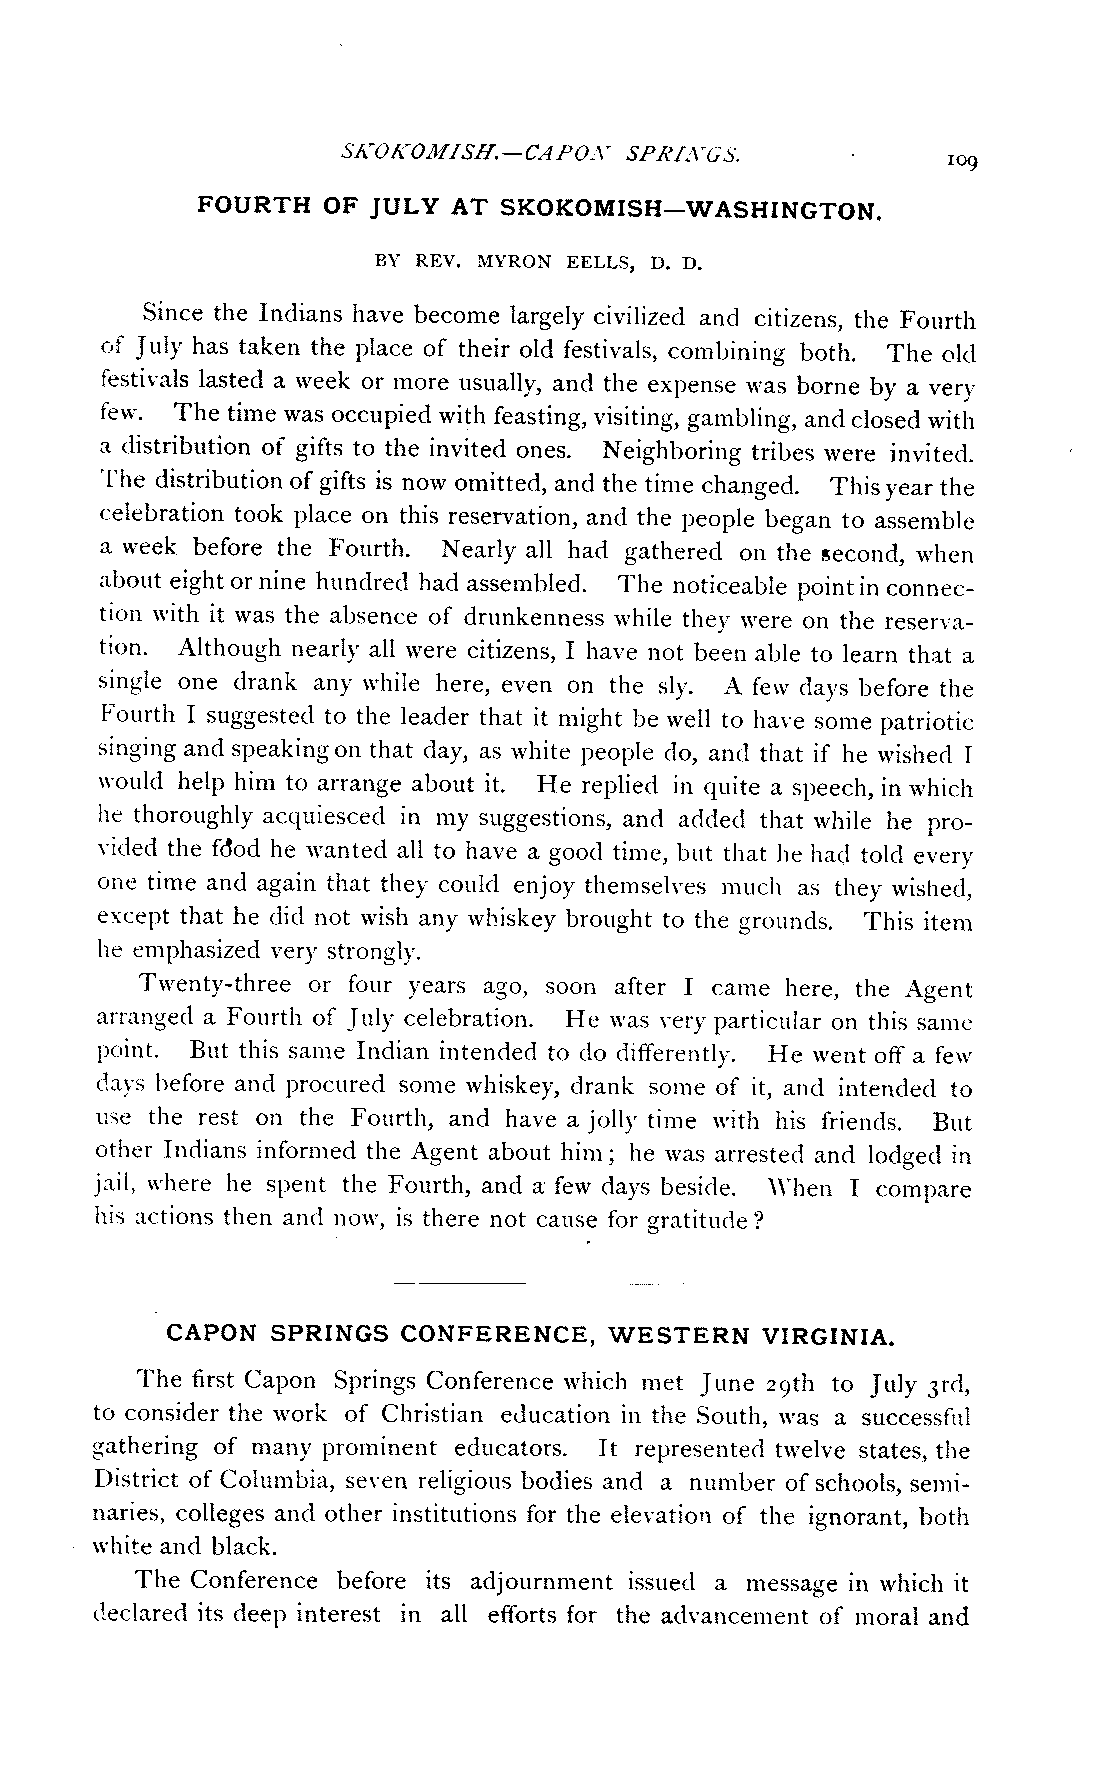 SKOKOMISH.—CAPON SPRINGS. 109
FOURTH OF JULY AT SKOKOMISH—WASHINGTON.
BY REV. MYRON EELLS, D. D.
Since the Indians have become largely civilized and citizens, the Fourth
of July has taken the place of their old festivals, combining both. The old
festivals lasted a week or more usually, and the expense was borne by a very
few. The time was occupied with feasting, visiting, gambling, and closed with
a distribution of gifts to the invited ones. Neighboring tribes were invited.
The distribution of gifts is now omitted, and the time changed. This year the
celebration took place on this reservation, and the people began to assemble
a week before the Fourth. Nearly all had gathered on the second, when
about eight or nine hundred had assembled. The noticeable point in connec-
tion with it was the absence of drunkenness while they were on the reserva-
tion. Although nearly all were citizens, I have not been able to learn that a
single one drank any while here, even on the sly. A few days before the
Fourth I suggested to the leader that it might be well to have some patriotic
singing and speaking on that day, as white people do, and that if he wished I
would help him to arrange about it. He replied in quite a speech, in which
he thoroughly acquiesced in my suggestions, and added that while he pro-
vided the food he wanted all to have a good time, but that he had told every
one time and again that they could enjoy themselves much as they wished,
except that he did not wish any whiskey brought to the grounds. This item
he emphasized very strongly.
Twenty-three or four years ago, soon after I came here, the Agent
arranged a Fourth of July celebration. He was very particular on this same
point. But this same Indian intended to do differently. He went off a few
days before and procured some whiskey, drank some of it, and intended to
use the rest on the Fourth, and have a jolly time with his friends. But
other Indians informed the Agent about him; he was arrested and lodged in
jail, where he spent the Fourth, and a few days beside. When I compare
his actions then and now, is there not cause for gratitude?
CAPON SPRINGS CONFERENCE, WESTERN VIRGINIA.
The first Capon Springs Conference which met June 29th to July 3rd,
to consider the work of Christian education in the South, was a successful
gathering of many prominent educators. It represented twelve states, the
District of Columbia, seven religious bodies and a number of schools, semi-
naries, colleges and other institutions for the elevation of the ignorant, both
white and black.
The Conference before its adjournment issued a message in which it
declared its deep interest in all efforts for the advancement of moral and